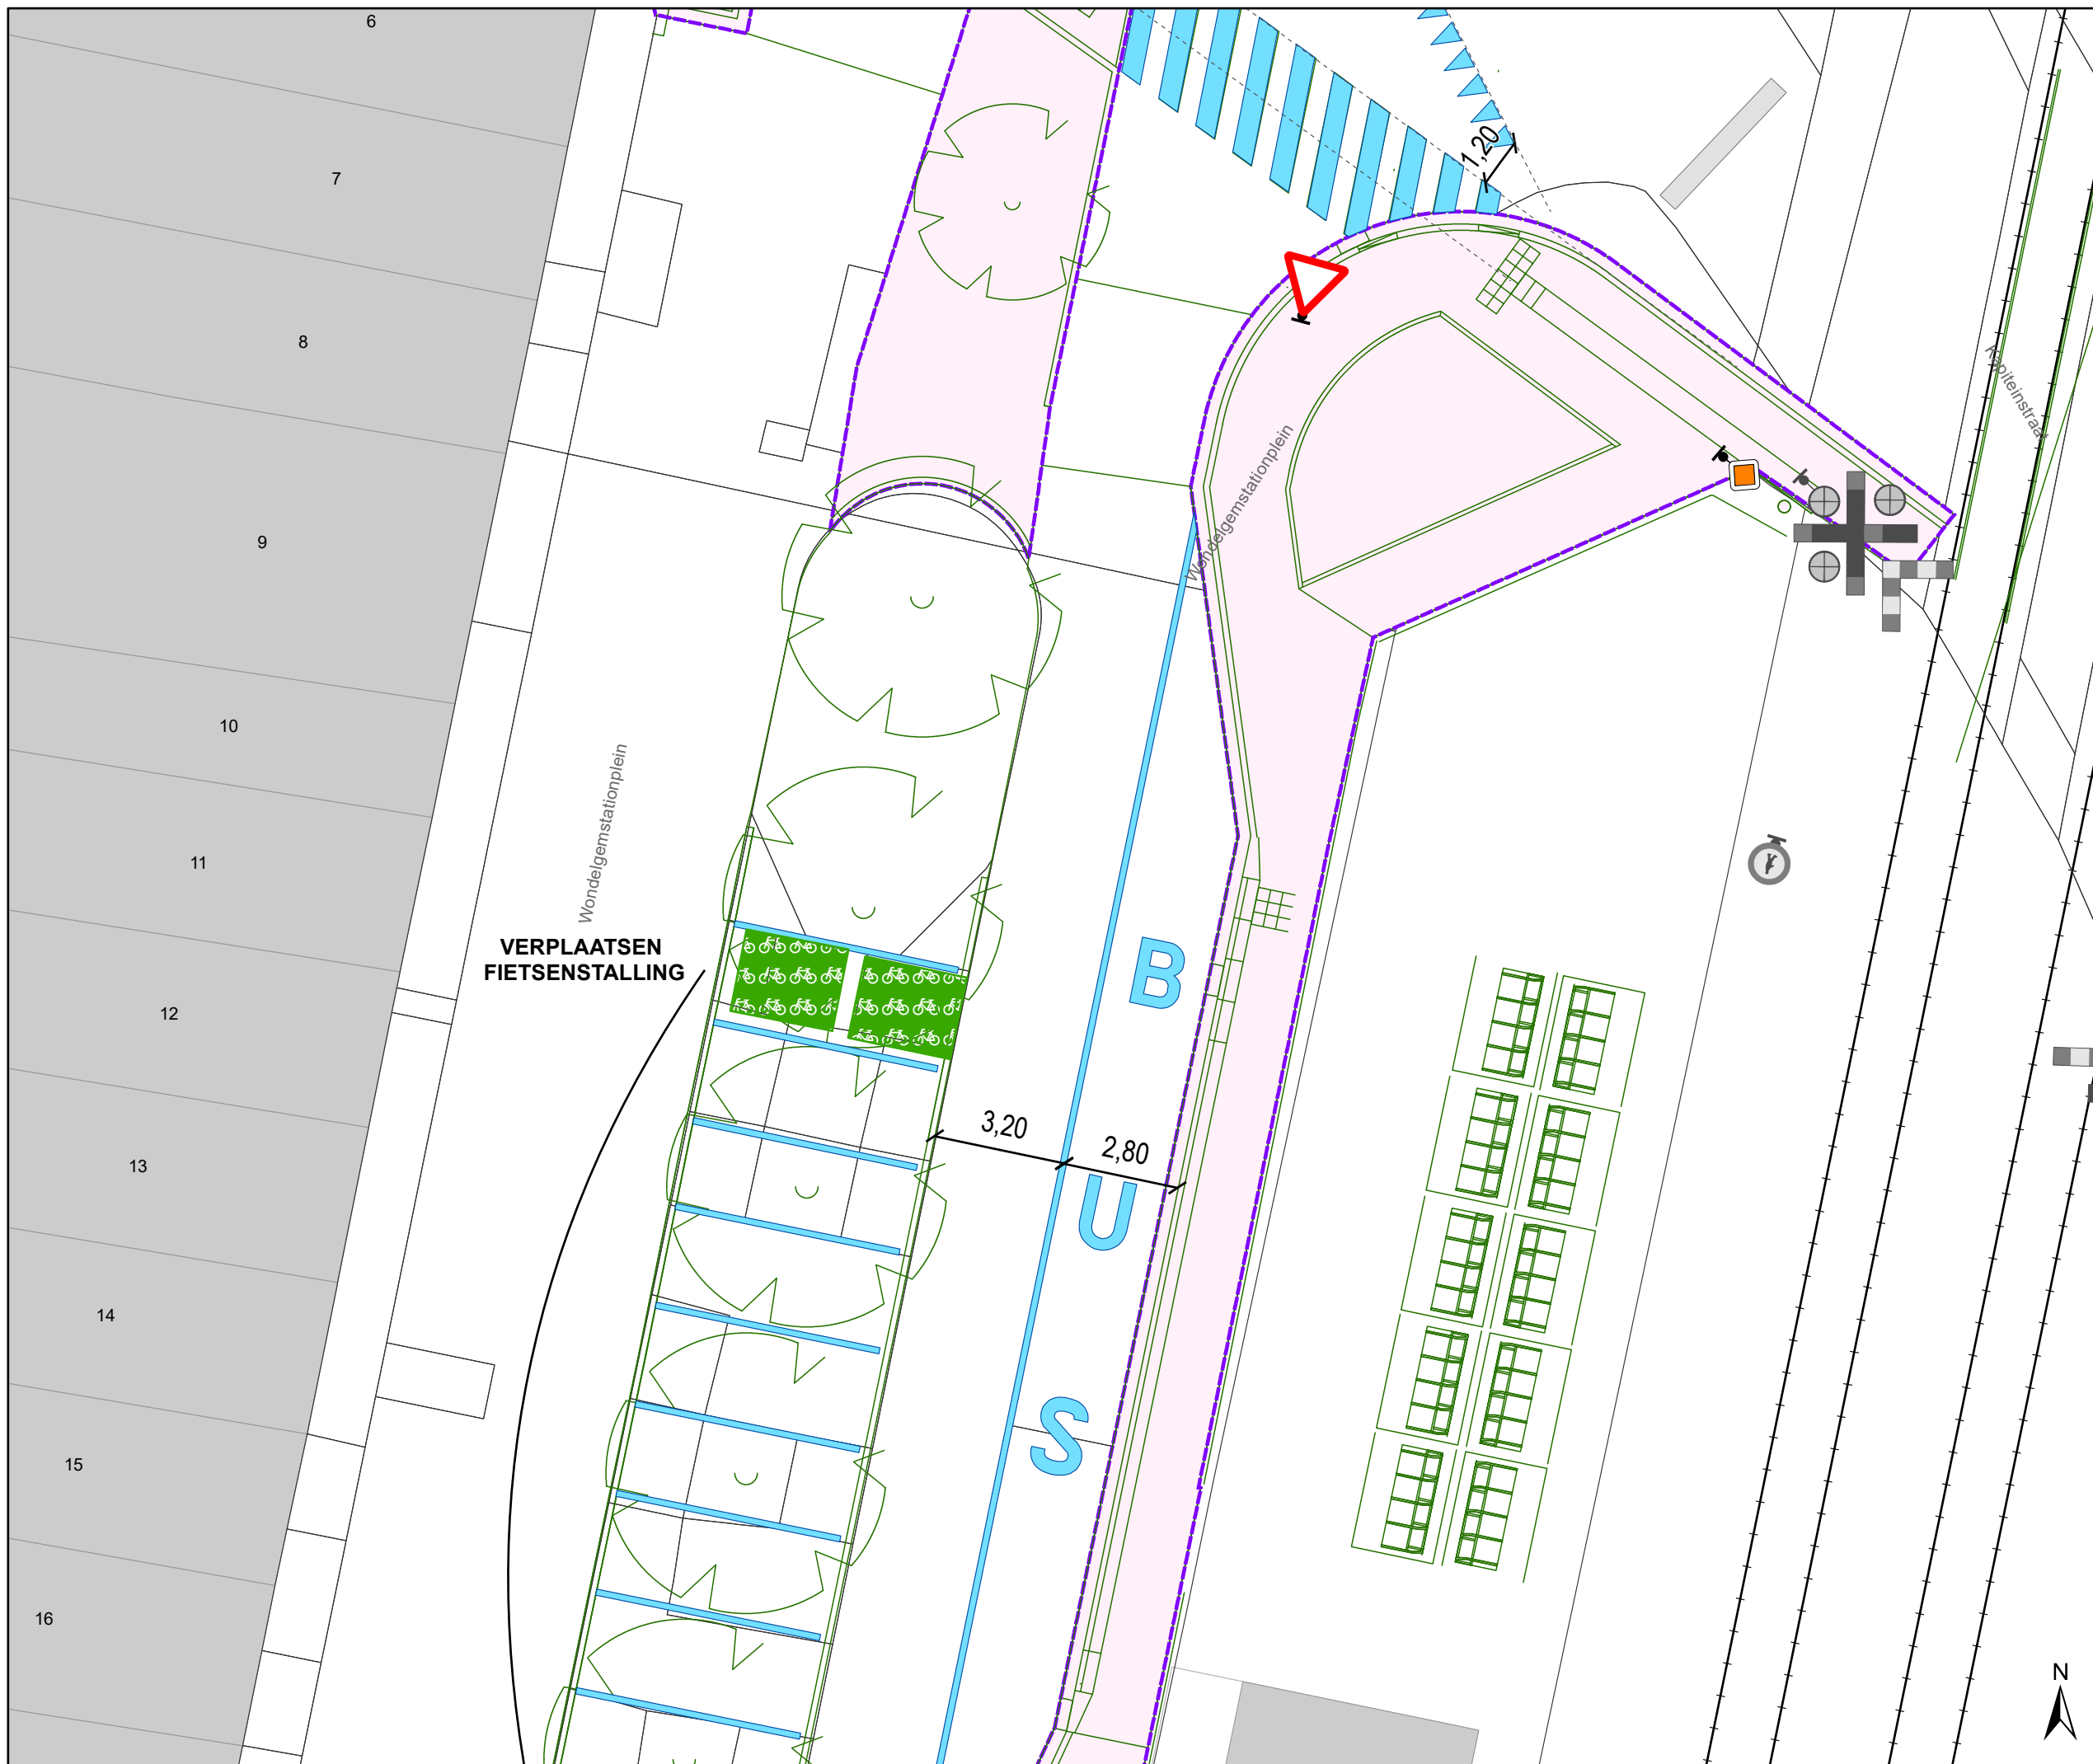 6
7
8
9
10
11
12
13
14
15
16
1,20
Kapiteinstraat
Wondelgemstationplein
Wondelgemstationplein
VERPLAATSEN
FIETSENSTALLING
B
U
S
3,20
2,80
N